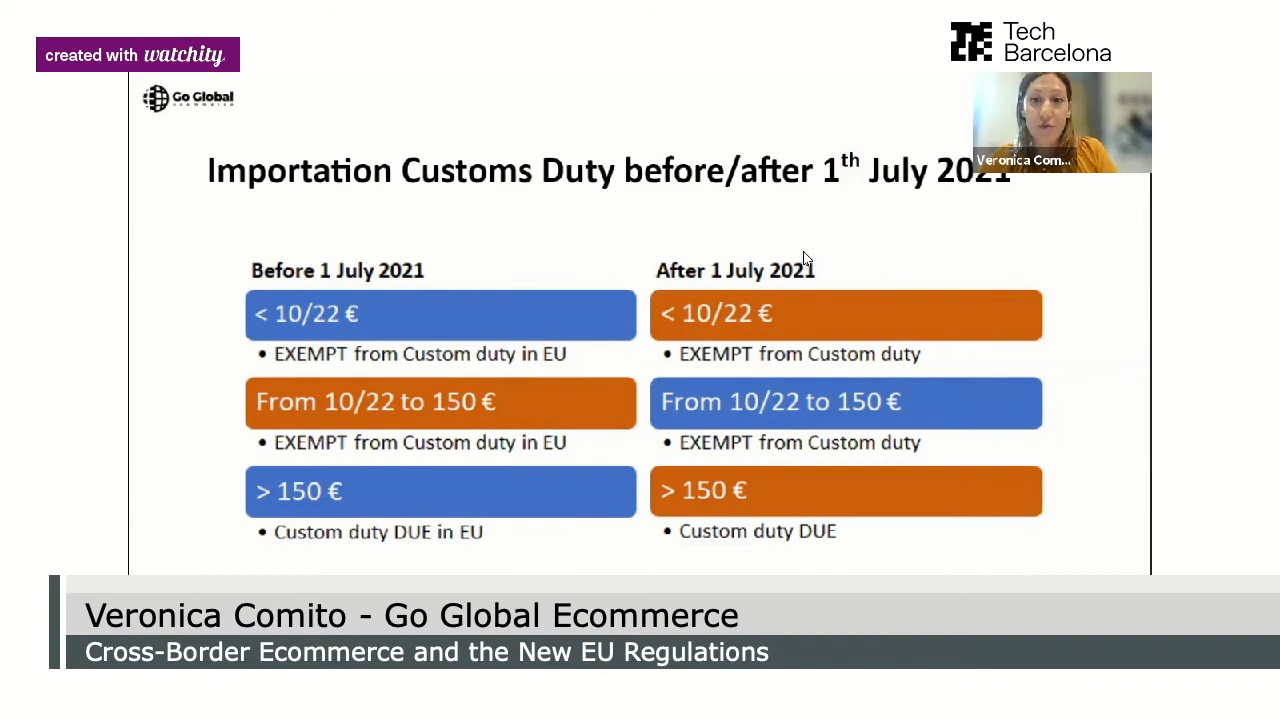 created with watchity.
Tech
Barcelona
Go Global
ecommerce
Veronica Com...
Importation Customs Duty before/after 1th July 2021
Before 1 July 2021
< 10/22 €
• EXEMPT from Custom duty in EU
From 10/22 to 150 €
• EXEMPT from Custom duty in EU
> 150 €
• Custom duty DUE in EU
After 1 July 2021
< 10/22 €
• EXEMPT from Custom duty
From 10/22 to 150 €
• EXEMPT from Custom duty
> 150 €
• Custom duty DUE
Veronica Comito - Go Global Ecommerce
Cross-Border Ecommerce and the New EU Regulations